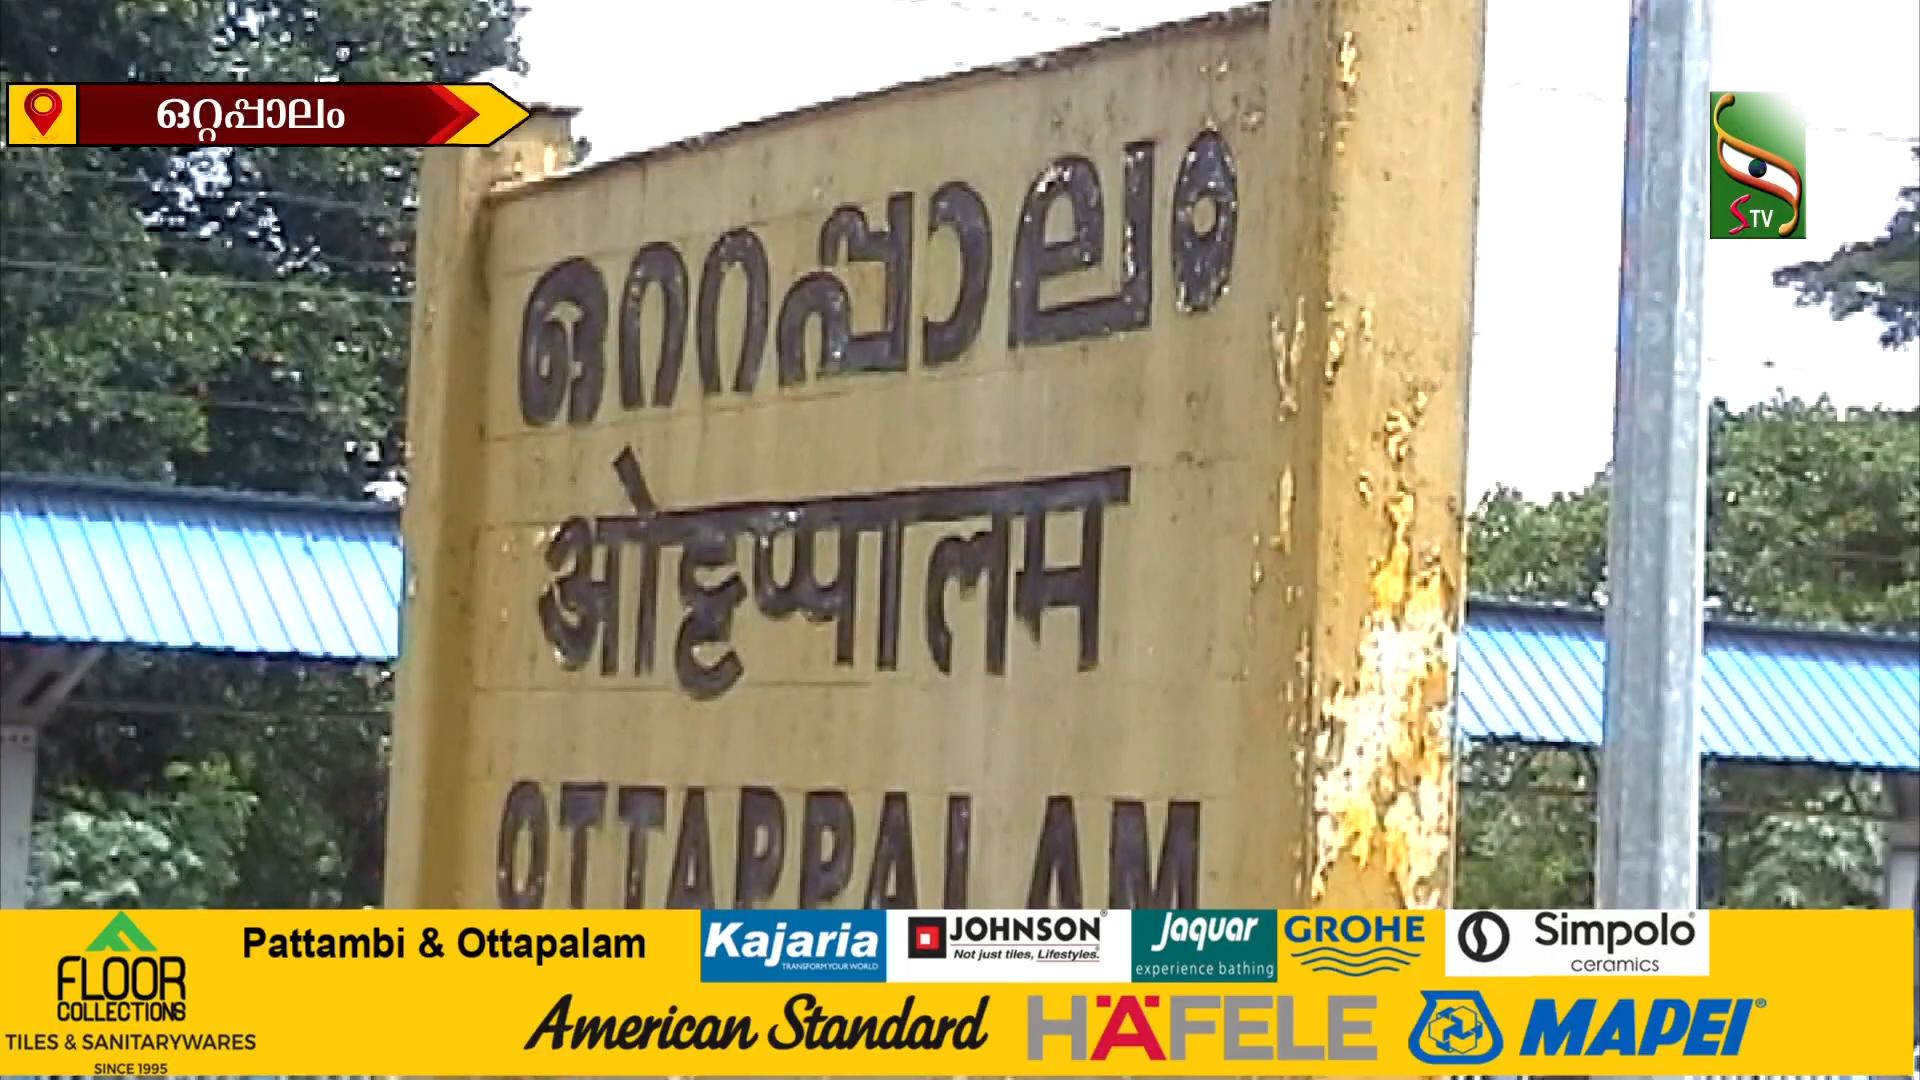 ഒറ്റപ്പാലം
STV
ഒററപ്പാലം
ओट्टप्पालम
OTTAPPALAM
FLOOR
COLLECTIONS
TILES & SANITARYWARES
SINCE 1995
Pattambi & Ottapalam
Kajaria
TRANSFORM YOUR WORLD
JOHNSON®
Not just tiles, Lifestyles.
Jaquar
experience bathing
GROHE
Simpolo®
ceramics
American Standard
HÄFELE
MAPEI®